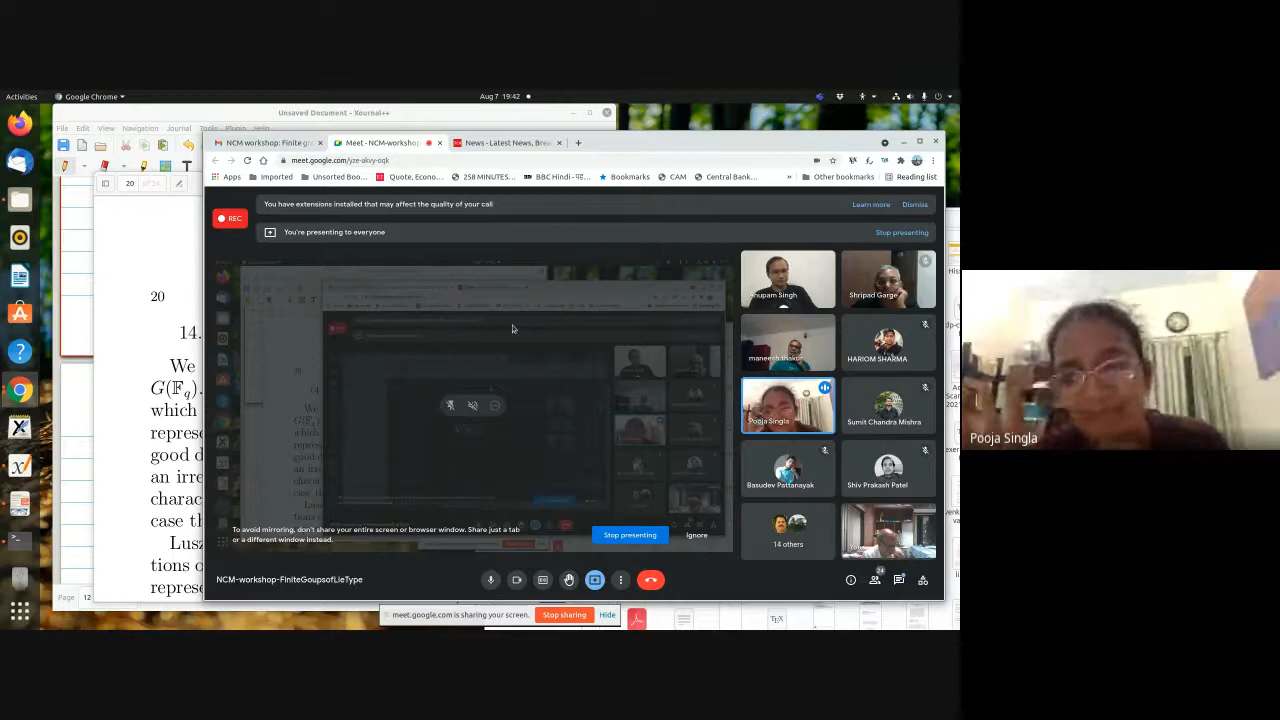 Activities
Google Chrome
Aug 7 19:42
Unsaved Document - Xournal++
File Edit View Navigation Journal Tools Plugin Help
NCM workshop: Finite gr
Meet - NCM-workshop
News - Latest News, Brea
meet.google.com/yze-akvy-oqk
Apps
Imported
Unsorted Boo...
Quote, Econo...
258 MINUTES...
BBC Hindi - ਾ
Bookmarks
CAM
Central Bank...
Other bookmarks
Reading list
20 of 24
REC
You have extensions installed that may affect the quality of your call
Learn more
Dismiss
You're presenting to everyone
Stop presenting
20
14.
We
which
repres
good d
an irre
charac
case th
Lusz
tions o
represe
Anupam Singh
Shripad Garge
maneesh thakur
HARIOM SHARMA
Pooja Singla
Sumit Chandra Mishra
Basudev Pattanayak
Shiv Prakash Patel
14 others
You
To avoid mirroring, don't share your entire screen or browser window. Share just a tab
or a different window instead.
Stop presenting
Ignore
NCM-workshop-FiniteGoupsofLieType
24
Page 12
meet.google.com is sharing your screen.
Stop sharing
Hide
Pooja Singla